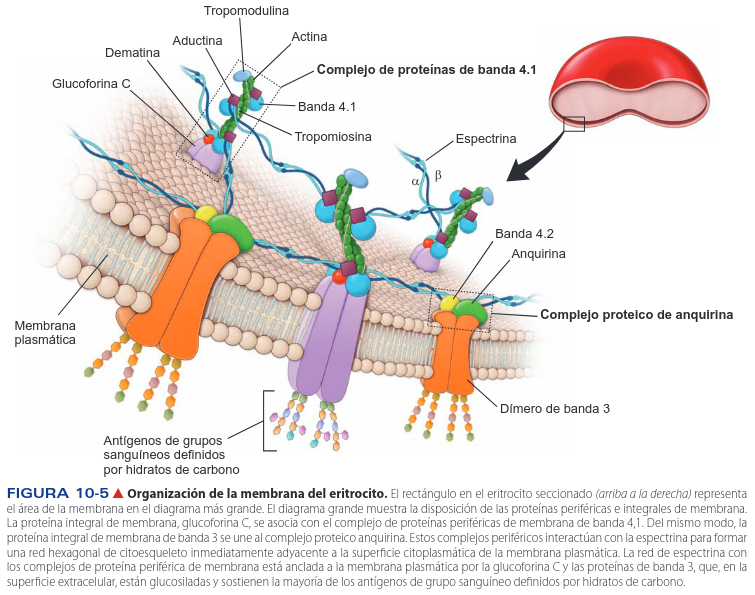 Tropomodulina
Aductina
Actina
Dematina
Complejo de proteínas de banda 4.1
Glucoforina C
Banda 4.1
Tropomiosina
Espectrina
α
β
Banda 4.2
Anquirina
Complejo proteico de anquirina
Membrana
plasmática
Dímero de banda 3
Antígenos de grupos
sanguíneos definidos
por hidratos de carbono
FIGURA 10-5 ▲ Organización de la membrana del eritrocito. El rectángulo en el eritrocito seccionado (arriba a la derecha) representa
el área de la membrana en el diagrama más grande. El diagrama grande muestra la disposición de las proteínas periféricas e integrales de membrana.
La proteína integral de membrana, glucoforina C, se asocia con el complejo de proteínas periféricas de membrana de banda 4,1. Del mismo modo, la
proteína integral de membrana de banda 3 se une al complejo proteico anquirina. Estos complejos periféricos interactúan con la espectrina para formar
una red hexagonal de citoesqueleto inmediatamente adyacente a la superficie citoplasmática de la membrana plasmática. La red de espectrina con
los complejos de proteína periférica de membrana está anclada a la membrana plasmática por la glucoforina C y las proteínas de banda 3, que, en la
superficie extracelular, están glucosiladas y sostienen la mayoría de los antígenos de grupo sanguíneo definidos por hidratos de carbono.